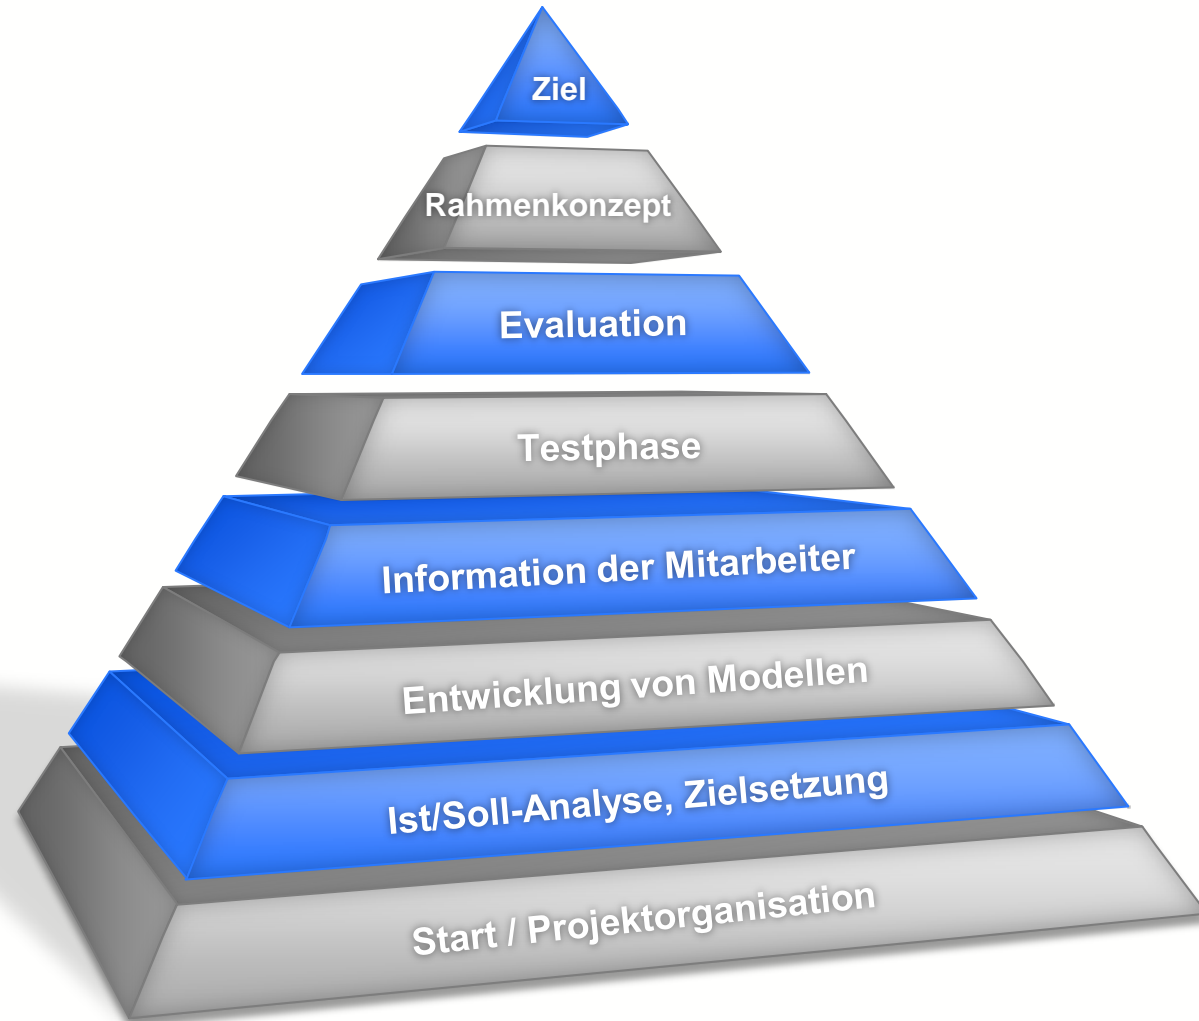 Ziel
Rahmenkonzept
Evaluation
Testphase
Information der Mitarbeiter
Entwicklung von Modellen
Ist/Soll-Analyse, Zielsetzung
Start / Projektorganisation